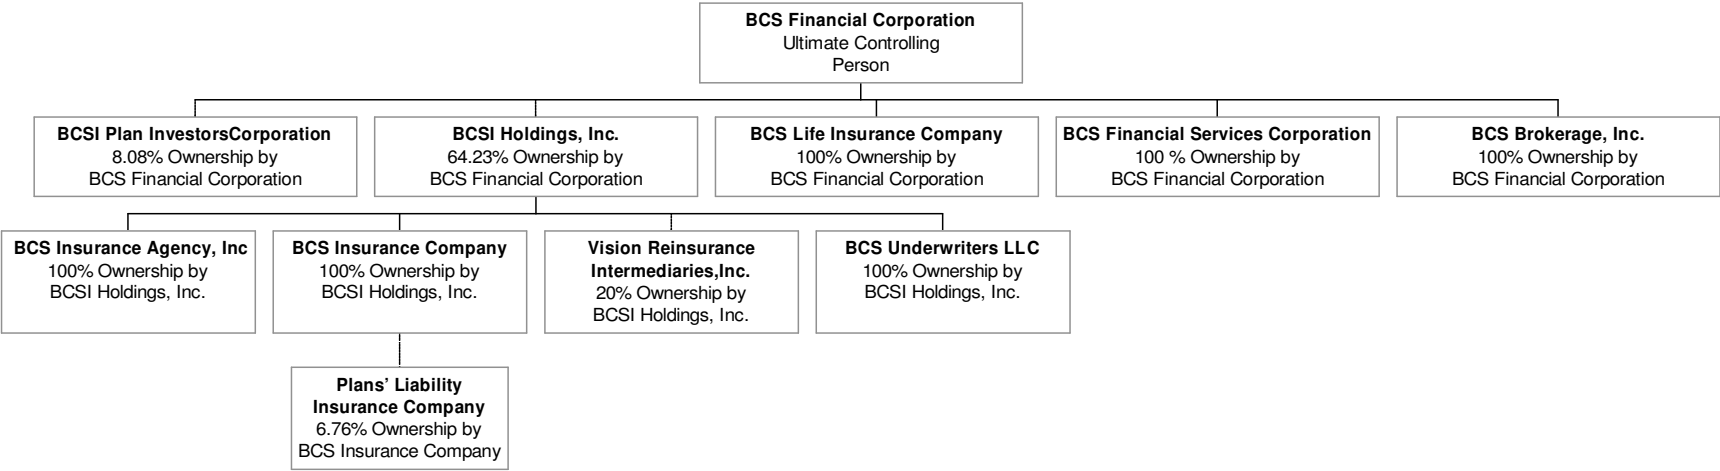 BCS Financial Corporation
Ultimate Controlling
Person
BCSI Plan InvestorsCorporation
8.08% Ownership by
BCS Financial Corporation
BCSI Holdings, Inc.
64.23% Ownership by
BCS Financial Corporation
BCS Life Insurance Company
100% Ownership by
BCS Financial Corporation
BCS Financial Services Corporation
100 % Ownership by
BCS Financial Corporation
BCS Brokerage, Inc.
100% Ownership by
BCS Financial Corporation
BCS Insurance Agency, Inc
100% Ownership by
BCSI Holdings, Inc.
BCS Insurance Company
100% Ownership by
BCSI Holdings, Inc.
Vision Reinsurance
Intermediaries,Inc.
20% Ownership by
BCSI Holdings, Inc.
BCS Underwriters LLC
100% Ownership by
BCSI Holdings, Inc.
Plans’ Liability
Insurance Company
6.76% Ownership by
BCS Insurance Company